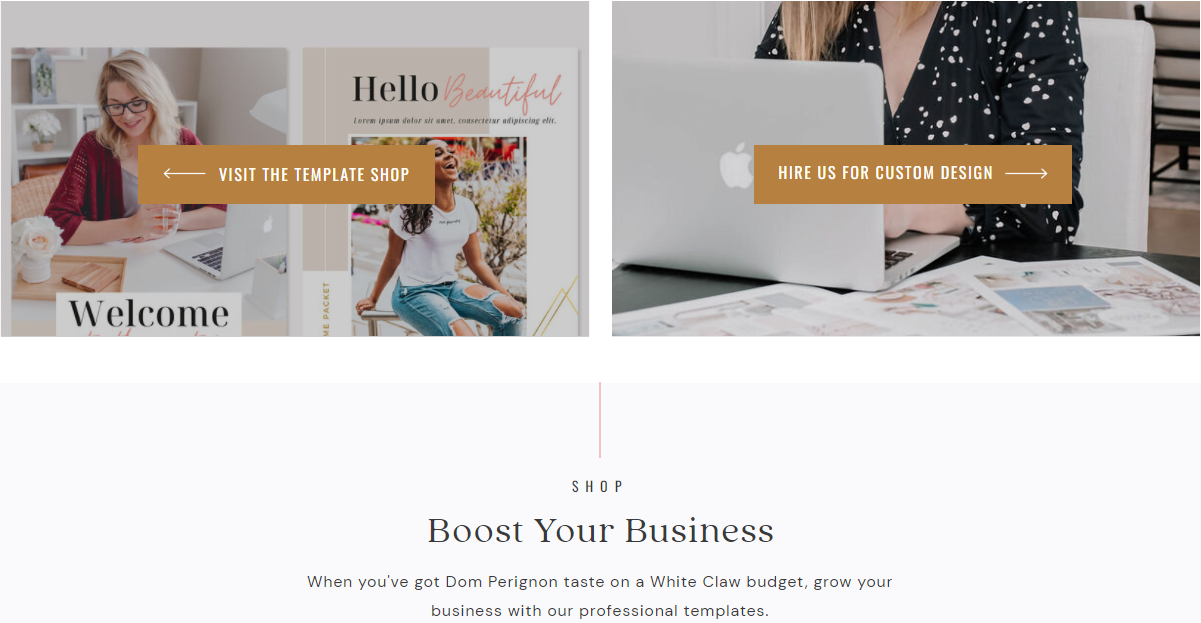 Hello Beautiful
Lorem ipsum dolor sit amet, consectetur adipiscing elit.
← VISIT THE TEMPLATE SHOP
HIRE US FOR CUSTOM DESIGN →
Welcome
ME PACKET
SHOP
Boost Your Business
When you've got Dom Perignon taste on a White Claw budget, grow your
business with our professional templates.